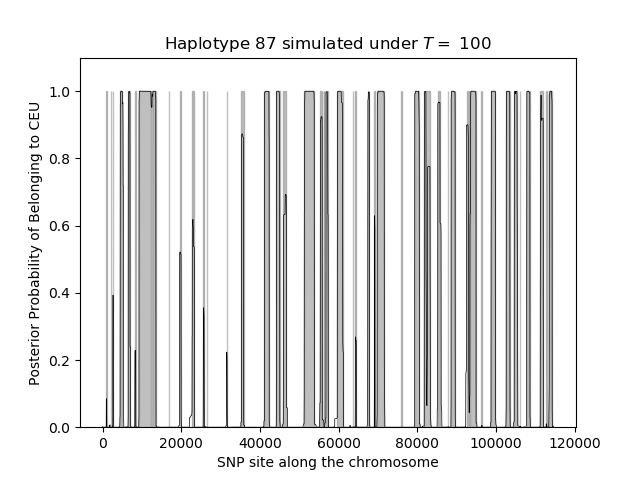 Haplotype 87 simulated under T = 100
Posterior Probability of Belonging to CEU
1.0
0.8
0.6
0.4
0.2
0.0
0 20000 40000 60000 80000 100000 120000
SNP site along the chromosome